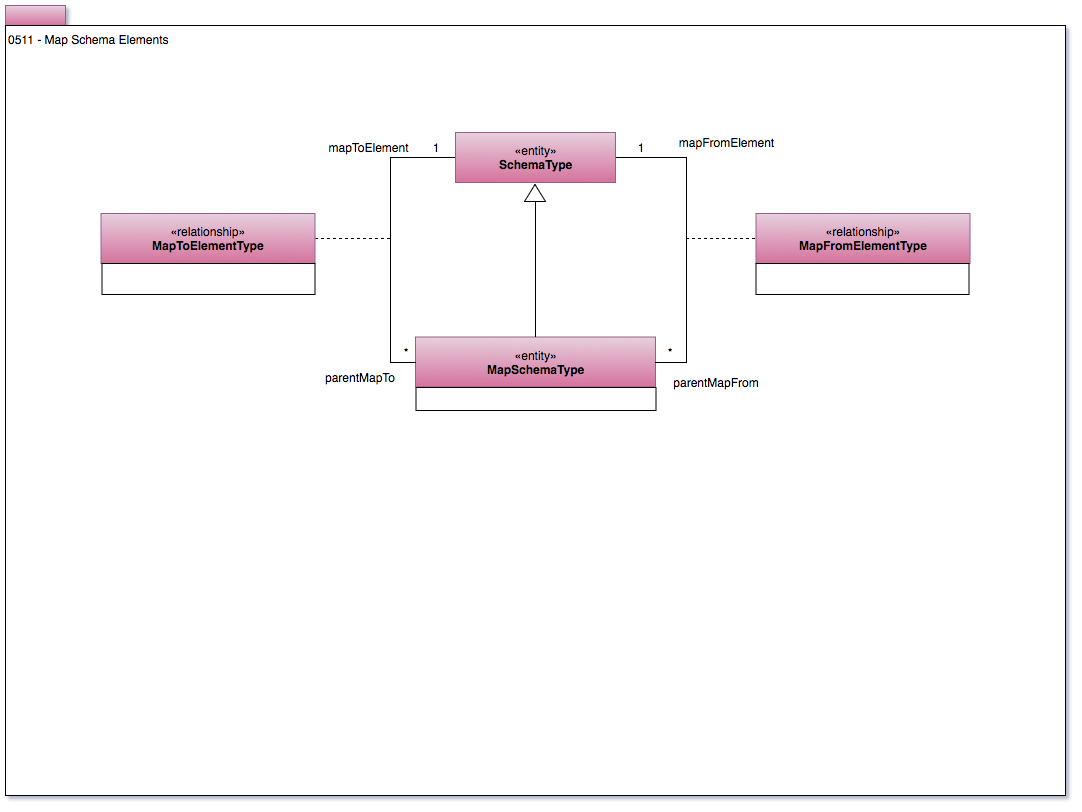 0511 - Map Schema Elements
mapToElement
1
«entity»
SchemaType
1
mapFromElement
«relationship»
MapToElementType
«relationship»
MapFromElementType
*
parentMapTo
«entity»
MapSchemaType
*
parentMapFrom